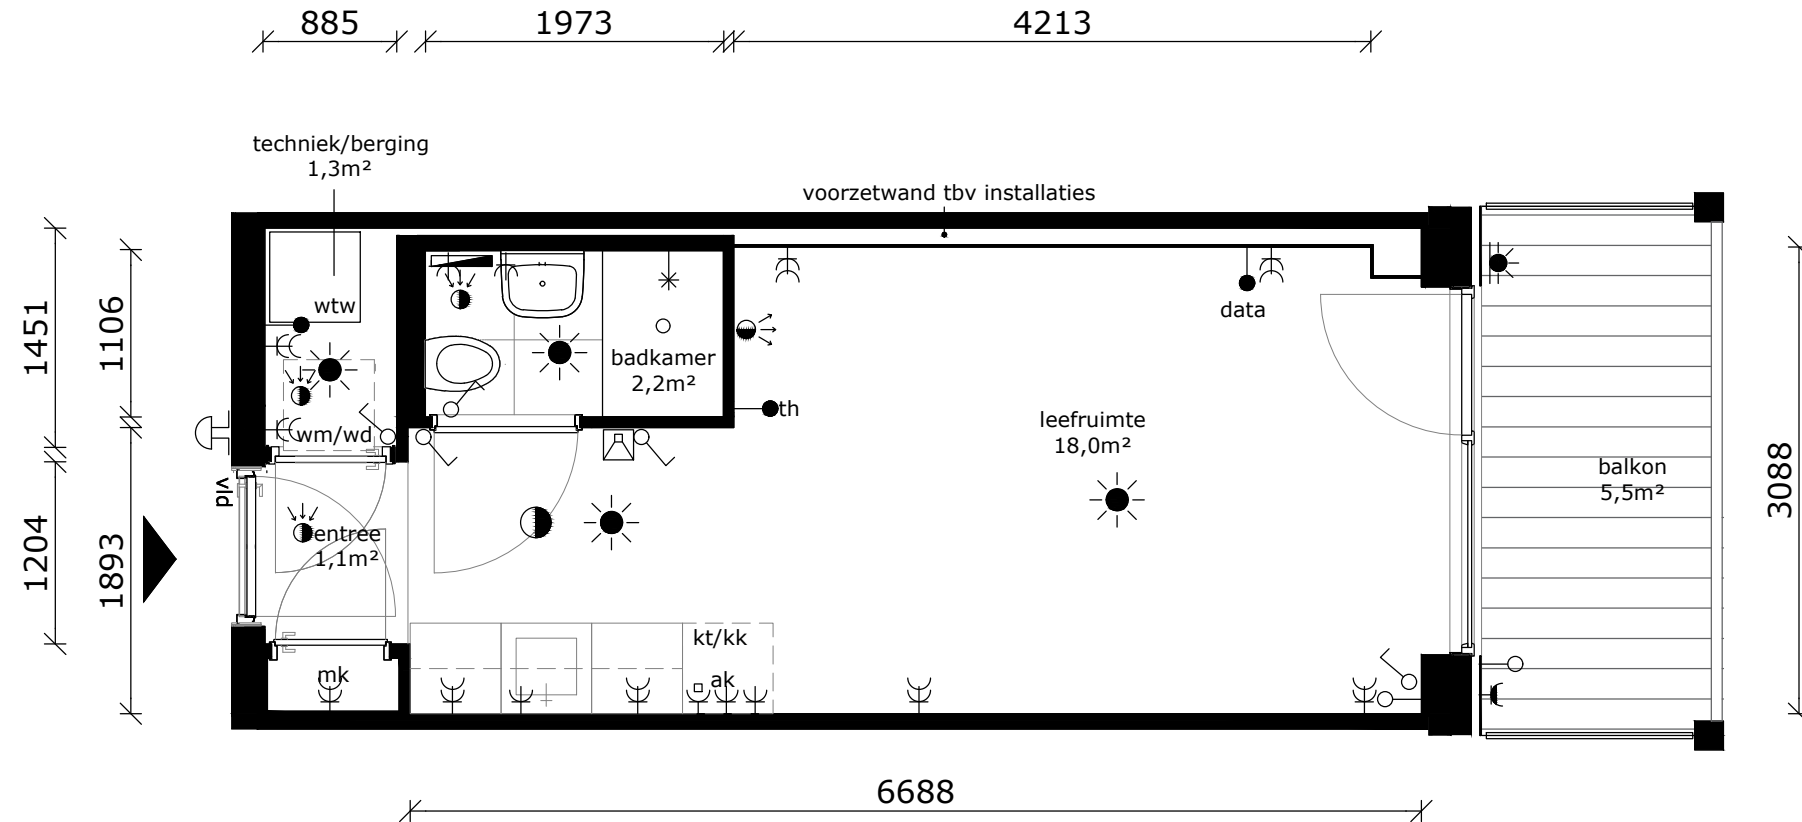 885
1973
4213
techniek/berging
1,3m²
voorzetwand tbv installaties
1451
1106
wtw
data
badkamer
2,2m²
th
leefruimte
18,0m²
wm/wd
balkon
5,5m²
3088
vld
entree
1,1m²
1204
1893
kt/kk
mk
ak
6688